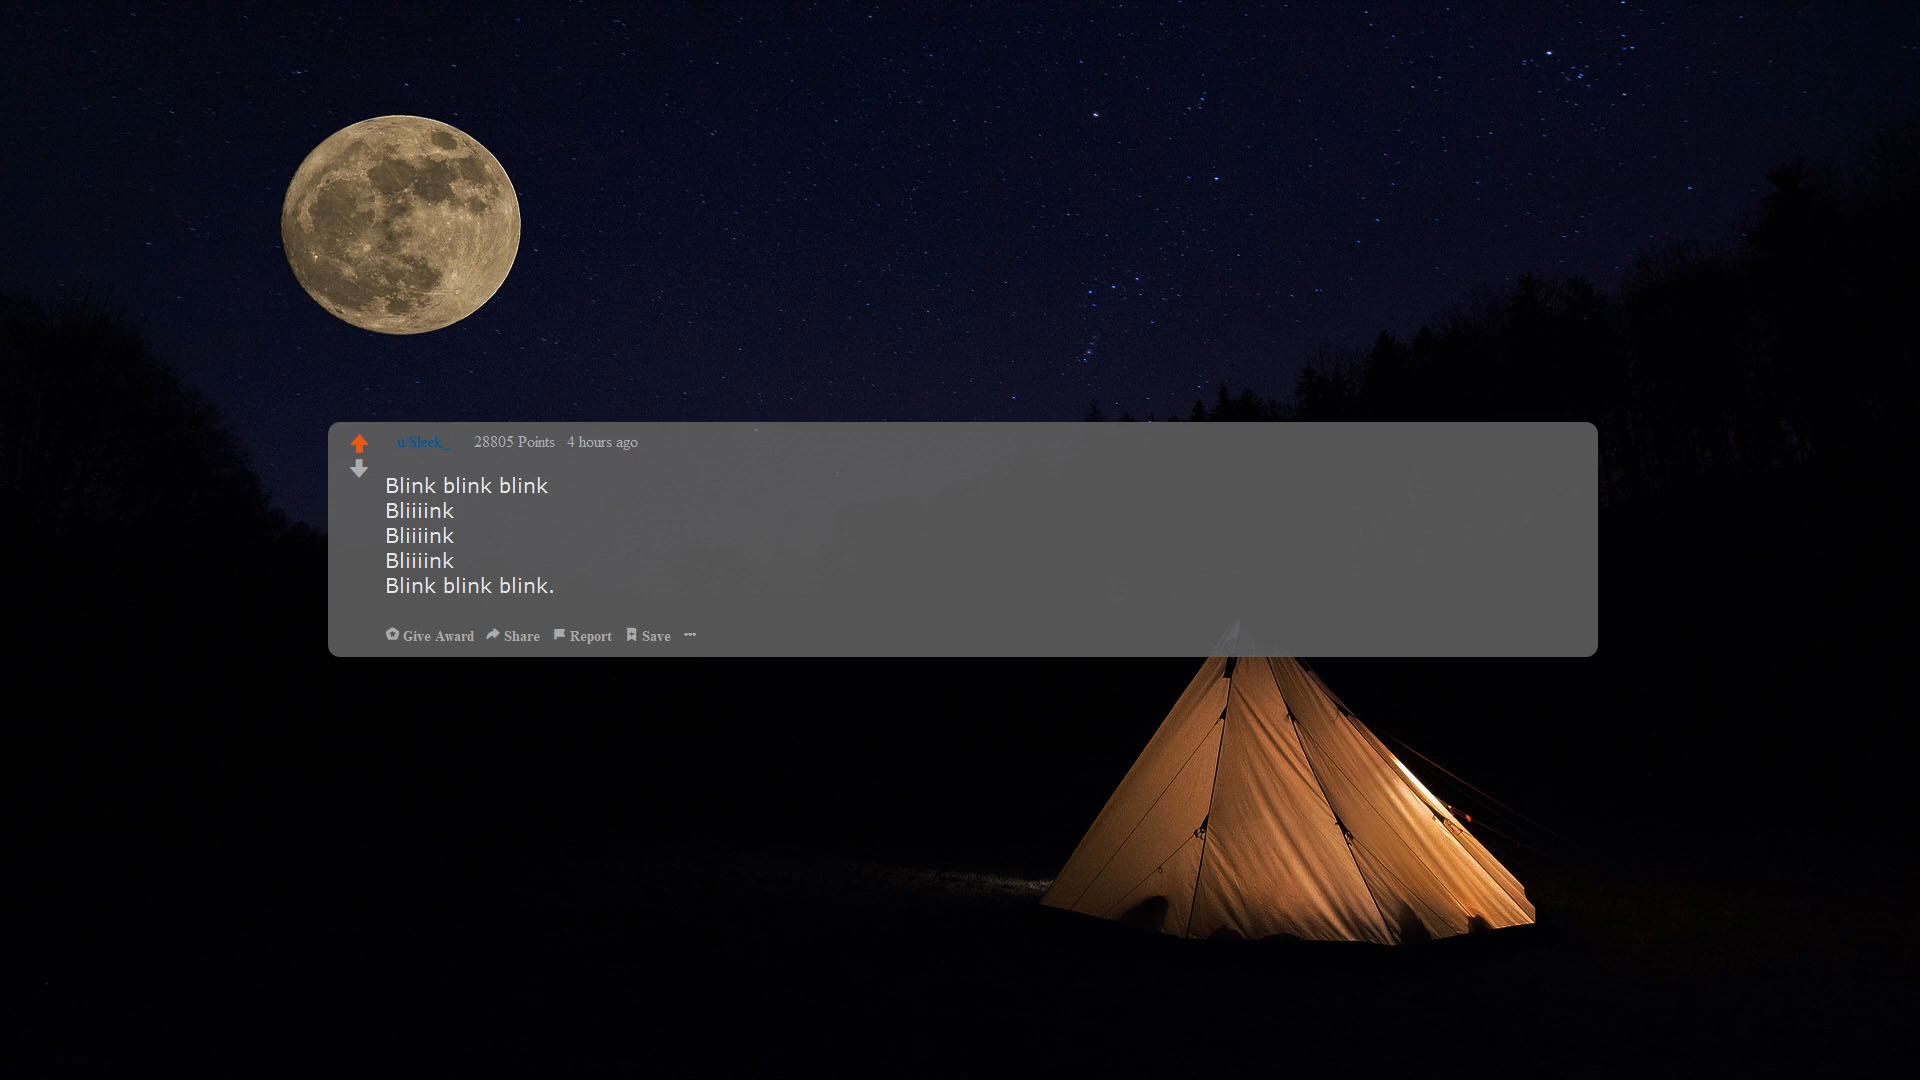 u/Sleek_ 28805 Points 4 hours ago
Blink blink blink
Bliiiink
Bliiiink
Bliiiink
Blink blink blink.
Give Award Share Report Save ···